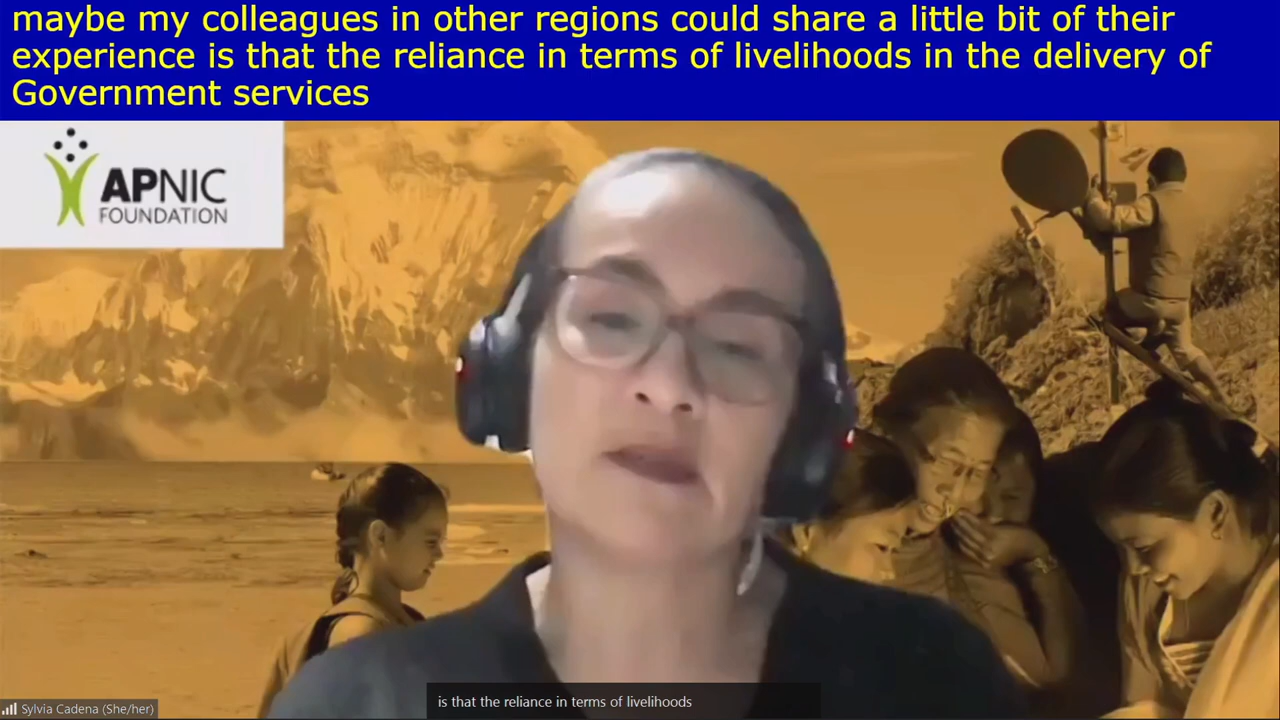 maybe my colleagues in other regions could share a little bit of their
experience is that the reliance in terms of livelihoods in the delivery of
Government services
APNIC
FOUNDATION
Sylvia Cadena (She/her)
is that the reliance in terms of livelihoods